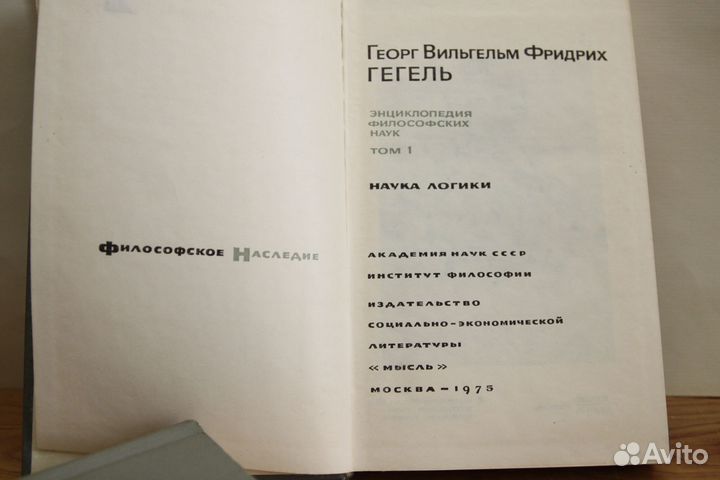 Философское Наследие
Георг Вильгельм Фридрих
ГЕГЕЛЬ
ЭНЦИКЛОПЕДИЯ
ФИЛОСОФСКИХ
НАУК
ТОМ 1
НАУКА ЛОГИКИ
АКАДЕМИЯ НАУК СССР
ИНСТИТУТ ФИЛОСОФИИ
ИЗДАТЕЛЬСТВО
СОЦИАЛЬНО-ЭКОНОМИЧЕСКОЙ
ЛИТЕРАТУРЫ
«МЫСЛЬ»
МОСКВА — 1975
Avito